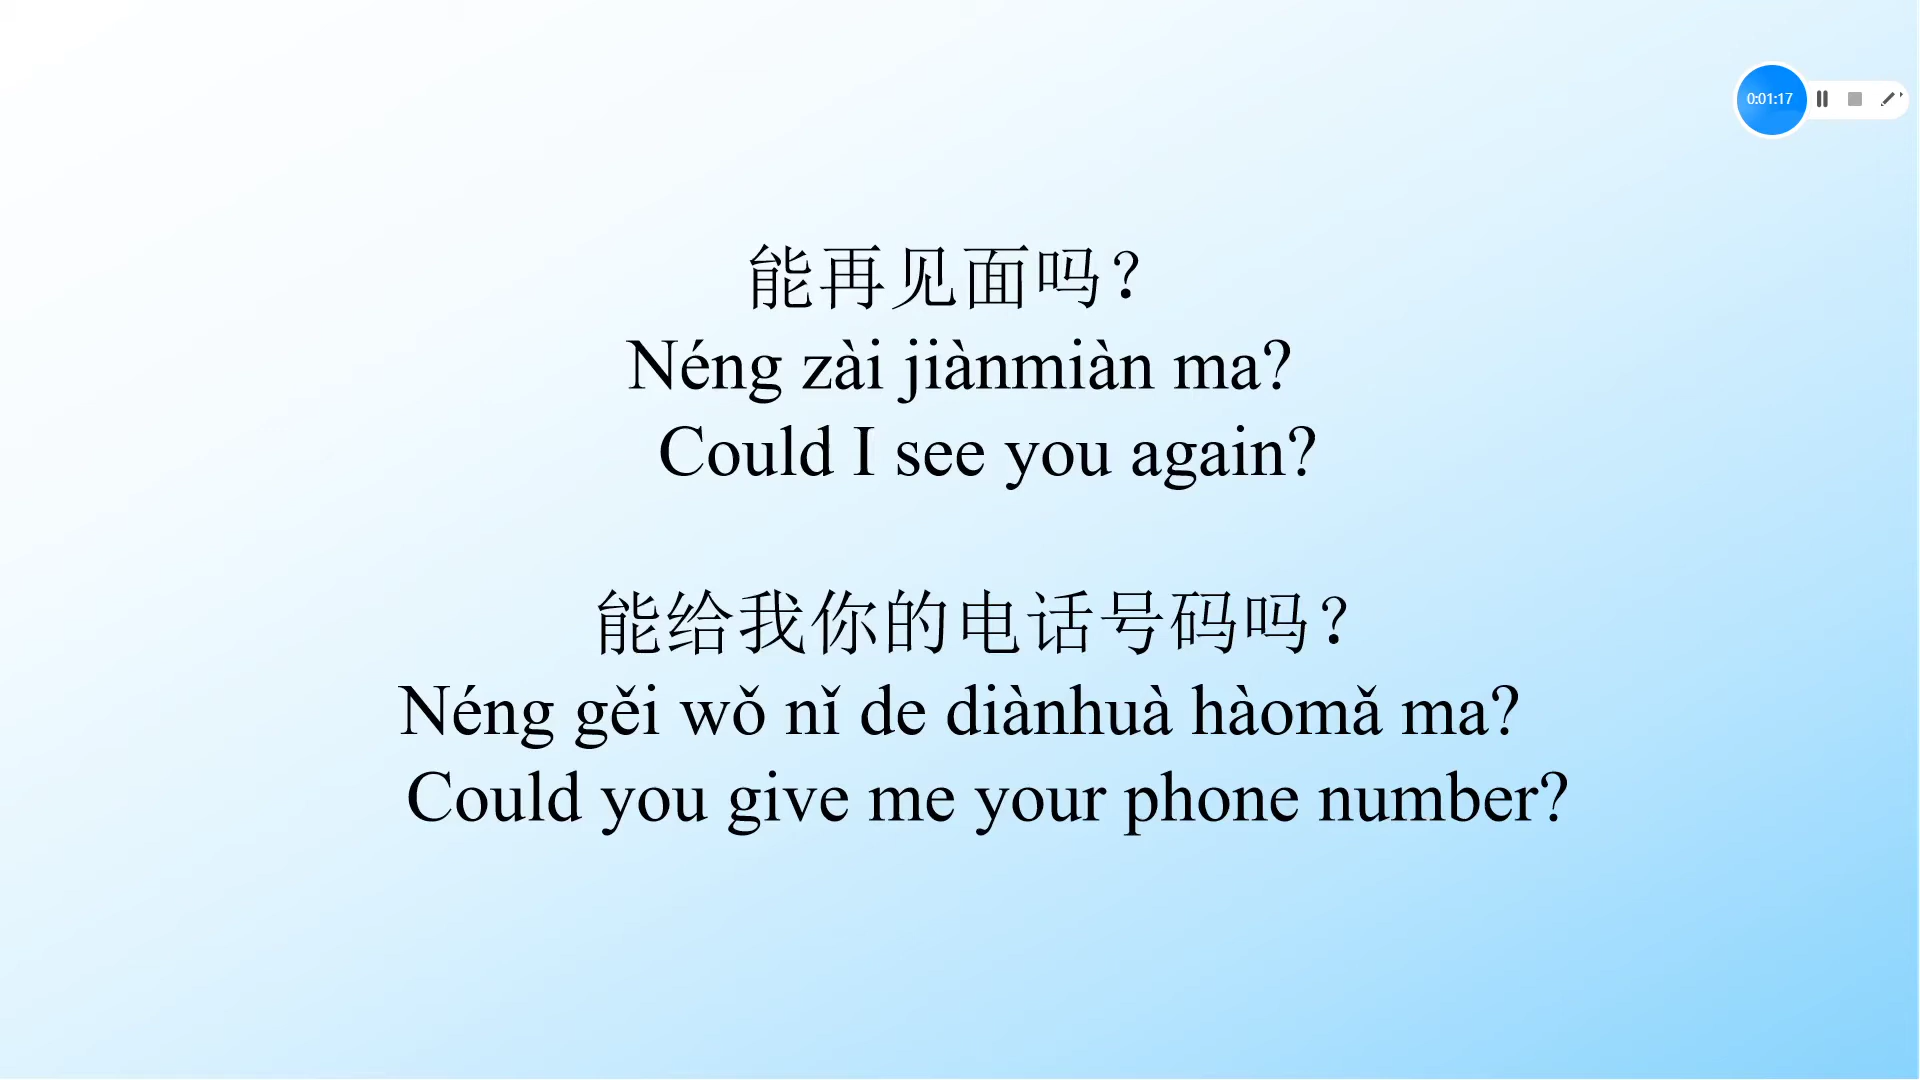 0:01:17
能再见面吗？
Néng zài jiànmiàn ma?
Could I see you again?
能给我你的电话号码吗？
Néng gěi wǒ nǐ de diànhuà hàomǎ ma?
Could you give me your phone number?